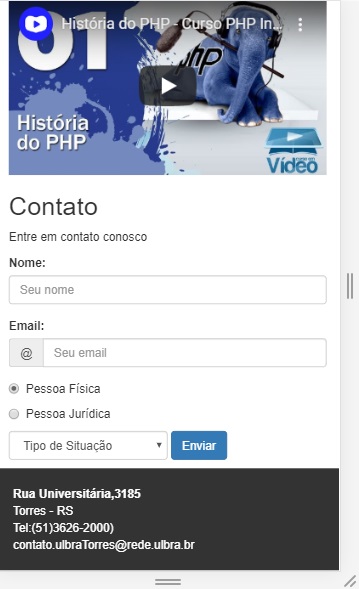 01
História do PHP - Curso PHP In...
php
História
do PHP
Vídeo
Contato
Entre em contato conosco
Nome:
Seu nome
Email:
@ Seu email
Pessoa Física
Pessoa Jurídica
Tipo de Situação Enviar
Rua Universitária,3185
Torres - RS
Tel:(51)3626-2000)
contato.ulbraTorres@rede.ulbra.br